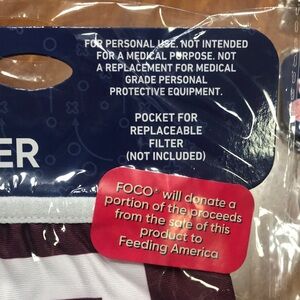 FOR PERSONAL USE. NOT INTENDED
FOR A MEDICAL PURPOSE. NOT
A REPLACEMENT FOR MEDICAL
GRADE PERSONAL
PROTECTIVE EQUIPMENT.
POCKET FOR
REPLACEABLE
FILTER
(NOT INCLUDED)
ER
FOCO* will donate a
portion of the proceeds
from the sale of this
product to
Feeding America